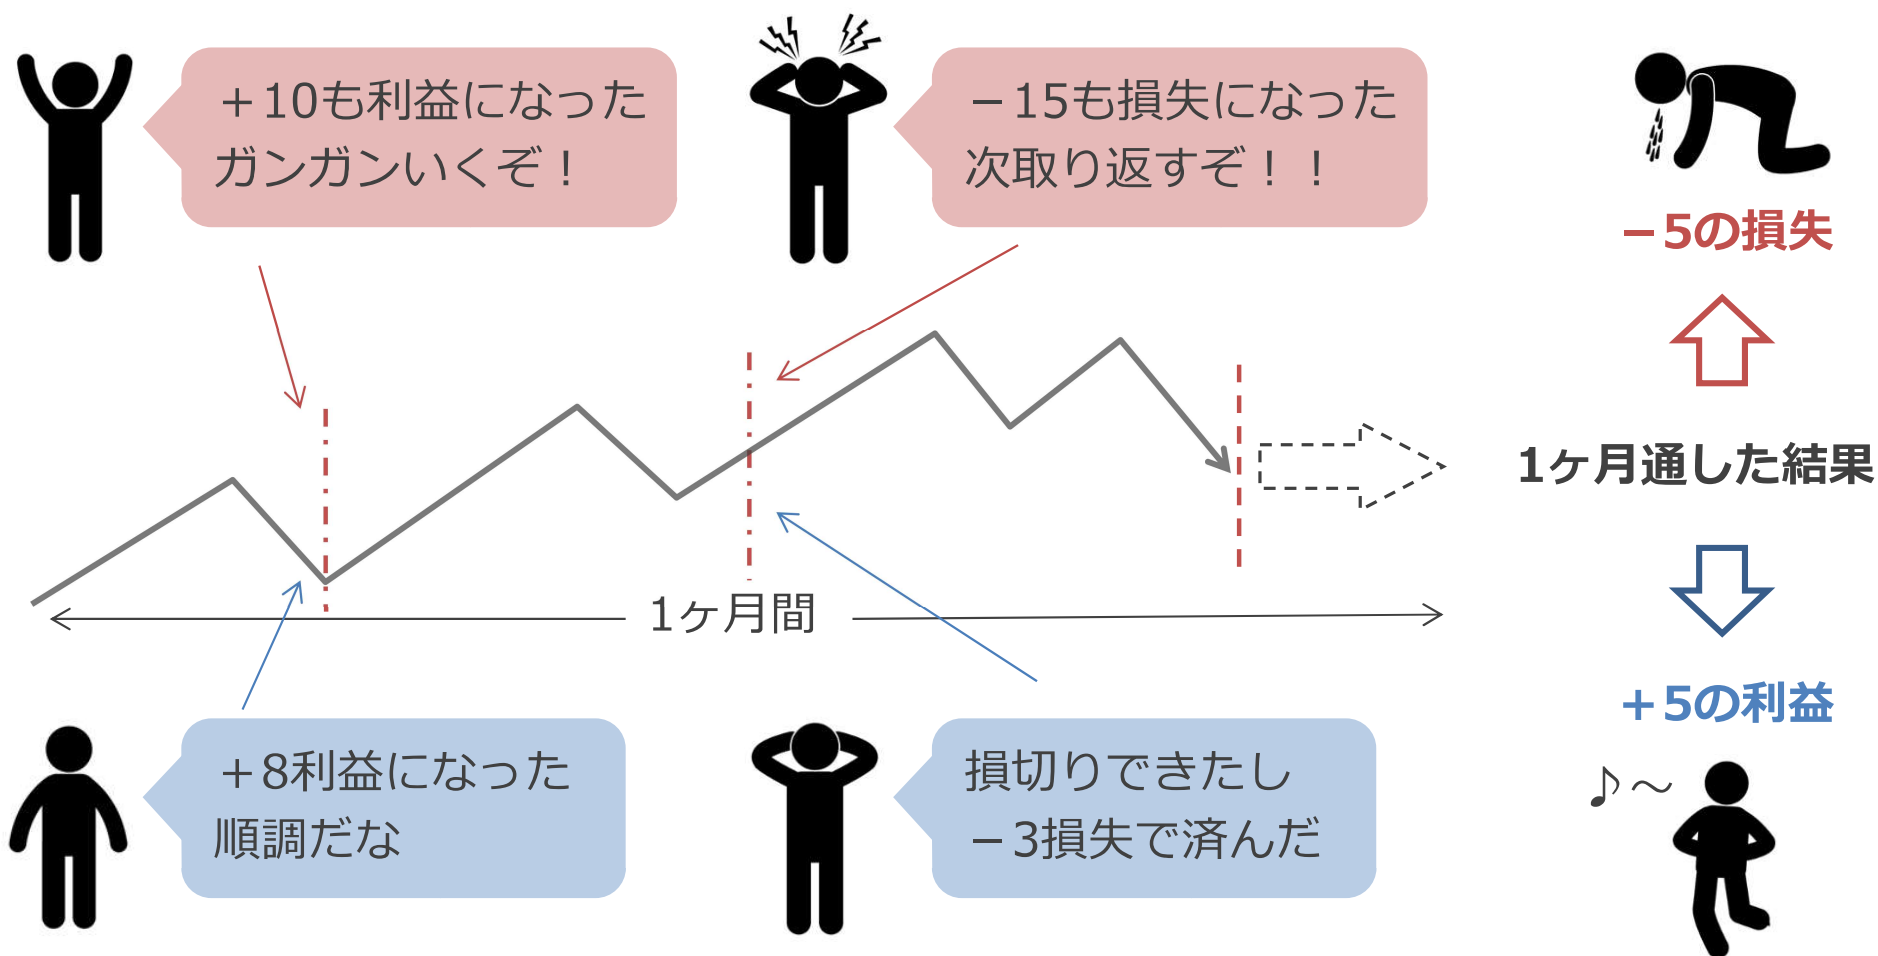 +10も利益になった
ガンガンいくぞ！
−15も損失になった
次取り返すぞ！！
−5の損失
1ヶ月通した結果
1ヶ月間
+5の利益
+8利益になった
順調だな
損切りできたし
−3損失で済んだ
♪～